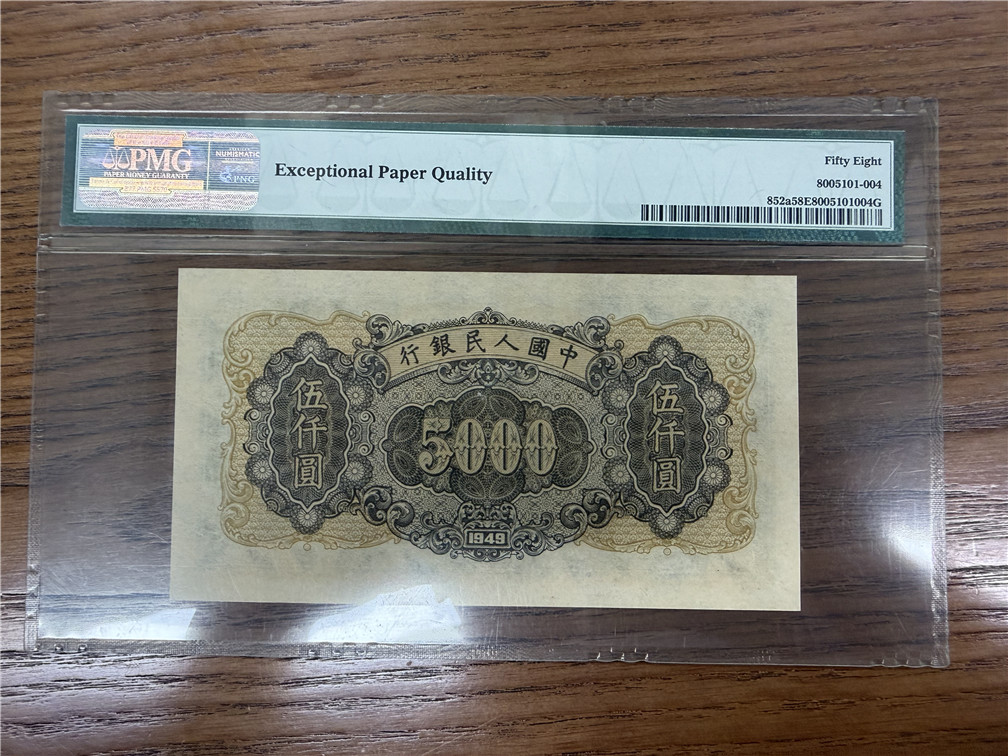 PMG
PAPER MONEY GUARANTY
NUMISMATIC
PNG
Exceptional Paper Quality
Fifty Eight
8005101-004
852a58E8005101004G
行銀民人國中
伍仟圓
5000
伍仟圓
1949